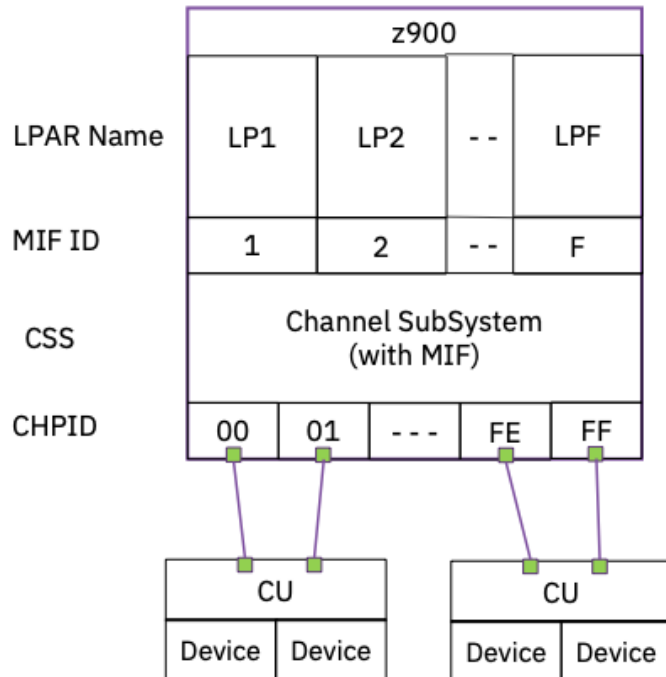 z900
LPAR Name LP1 LP2 -- LPF
MIF ID 1 2 -- F
CSS Channel SubSystem
(with MIF)
CHPID 00 01 --- FE FF
CU CU
Device Device Device Device